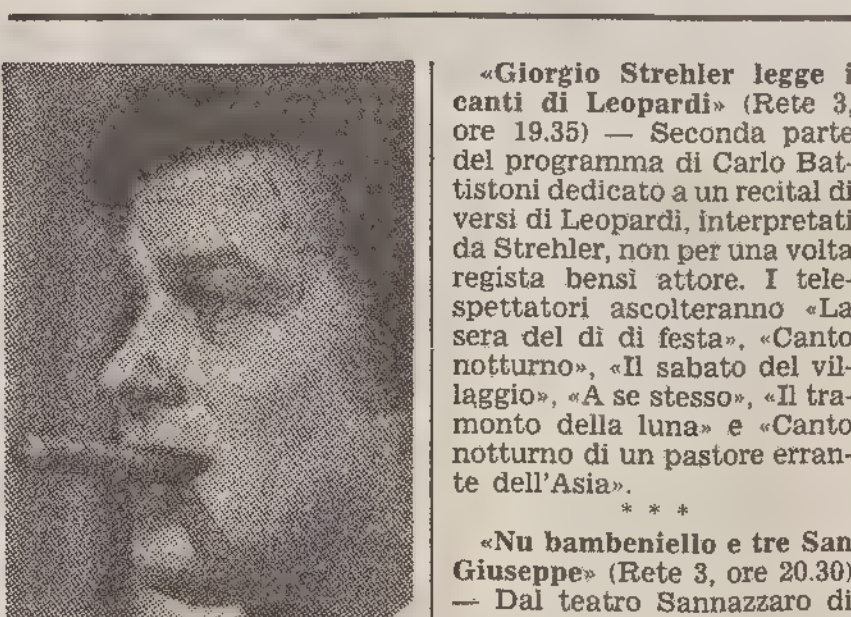 «Giorgio Strehler legge i
canti di Leopardi» (Rete 3,
ore 19.35) — Seconda parte
del programma di Carlo Bat-
tistoni dedicato a un recital di
versi di Leopardi, interpretati
da Strehler, non per una volta
regista bensì attore. I tele-
spettatori ascolteranno «La
sera del dì di festa», «Canto
notturno», «Il sabato del vil-
laggio», «A se stesso», «Il tra-
monto della luna» e «Canto
notturno di un pastore erran-
te dell'Asia».
* * *
«Nu bambeniello e tre San
Giuseppe» (Rete 3, ore 20.30)
— Dal teatro Sannazzaro di